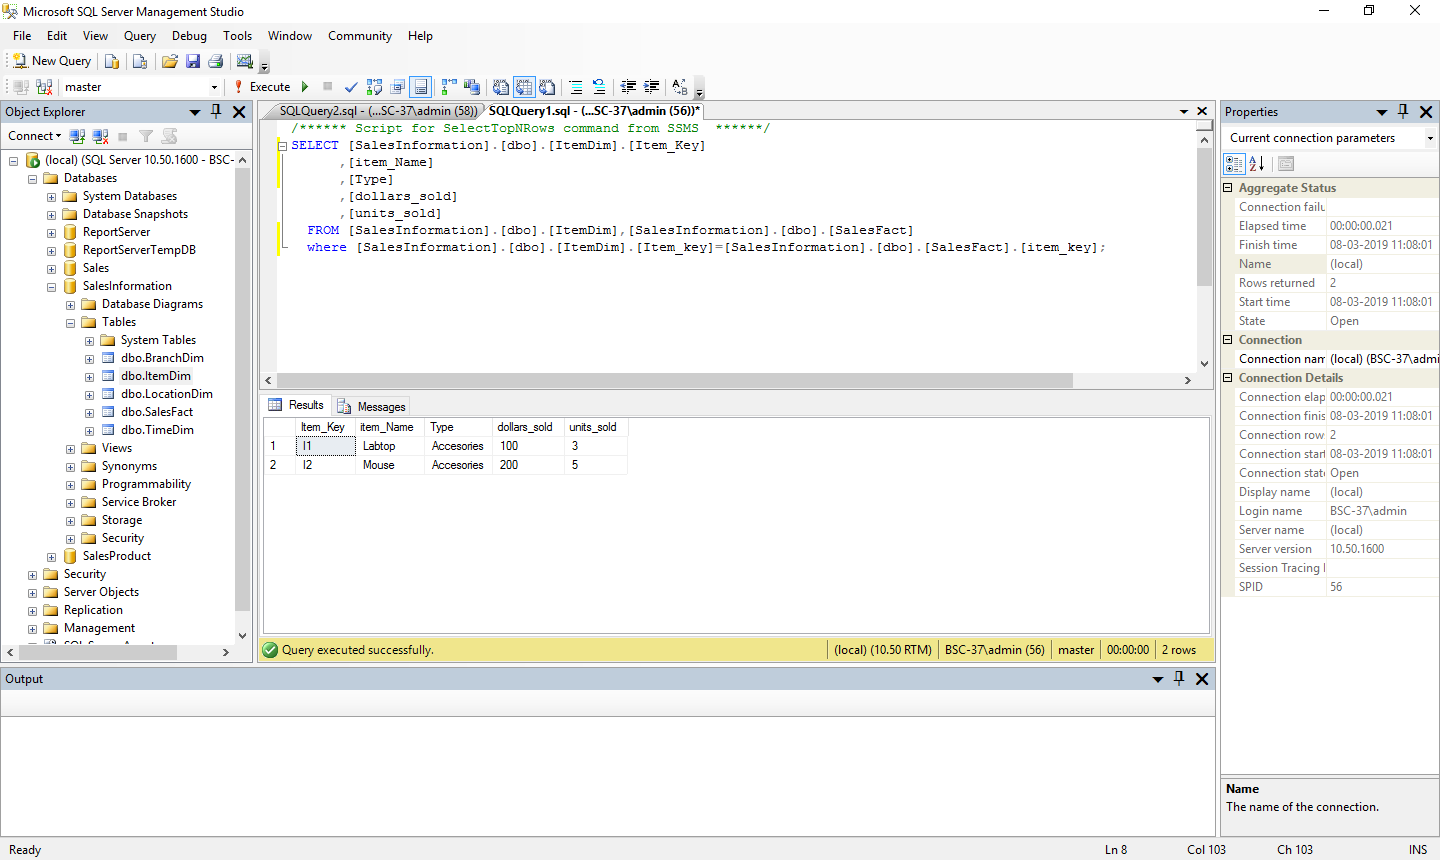 Microsoft SQL Server Management Studio
File Edit View Query Debug Tools Window Community Help
New Query
master
Execute
Object Explorer
Connect
(local) (SQL Server 10.50.1600 - BSC-
Databases
System Databases
Database Snapshots
ReportServer
ReportServerTempDB
Sales
SalesInformation
Database Diagrams
Tables
System Tables
dbo.BranchDim
dbo.ItemDim
dbo.LocationDim
dbo.SalesFact
dbo.TimeDim
Views
Synonyms
Programmability
Service Broker
Storage
Security
SalesProduct
Security
Server Objects
Replication
Management
SQLQuery2.sql - (...SC-37\admin (58)) SQLQuery1.sql - (...SC-37\admin (56))*
/****** Script for SelectTopNRows command from SSMS ******/
SELECT [SalesInformation].[dbo].[ItemDim].[Item_Key]
,[item_Name]
,[Type]
,[dollars_sold]
,[units_sold]
FROM [SalesInformation].[dbo].[ItemDim],[SalesInformation].[dbo].[SalesFact]
where [SalesInformation].[dbo].[ItemDim].[Item_key]=[SalesInformation].[dbo].[SalesFact].[item_key];
Results Messages
Item_Key item_Name Type dollars_sold units_sold
1 I1 Labtop Accesories 100 3
2 I2 Mouse Accesories 200 5
Query executed successfully. (local) (10.50 RTM) BSC-37\admin (56) master 00:00:00 2 rows
Properties
Current connection parameters
Aggregate Status
Connection failu
Elapsed time 00:00:00.021
Finish time 08-03-2019 11:08:01
Name (local)
Rows returned 2
Start time 08-03-2019 11:08:01
State Open
Connection
Connection nam (local) (BSC-37\admi
Connection Details
Connection elap 00:00:00.021
Connection finis 08-03-2019 11:08:01
Connection row 2
Connection start 08-03-2019 11:08:01
Connection stat Open
Display name (local)
Login name BSC-37\admin
Server name (local)
Server version 10.50.1600
Session Tracing I
SPID 56
Name
The name of the connection.
Output
Ready Ln 8 Col 103 Ch 103 INS